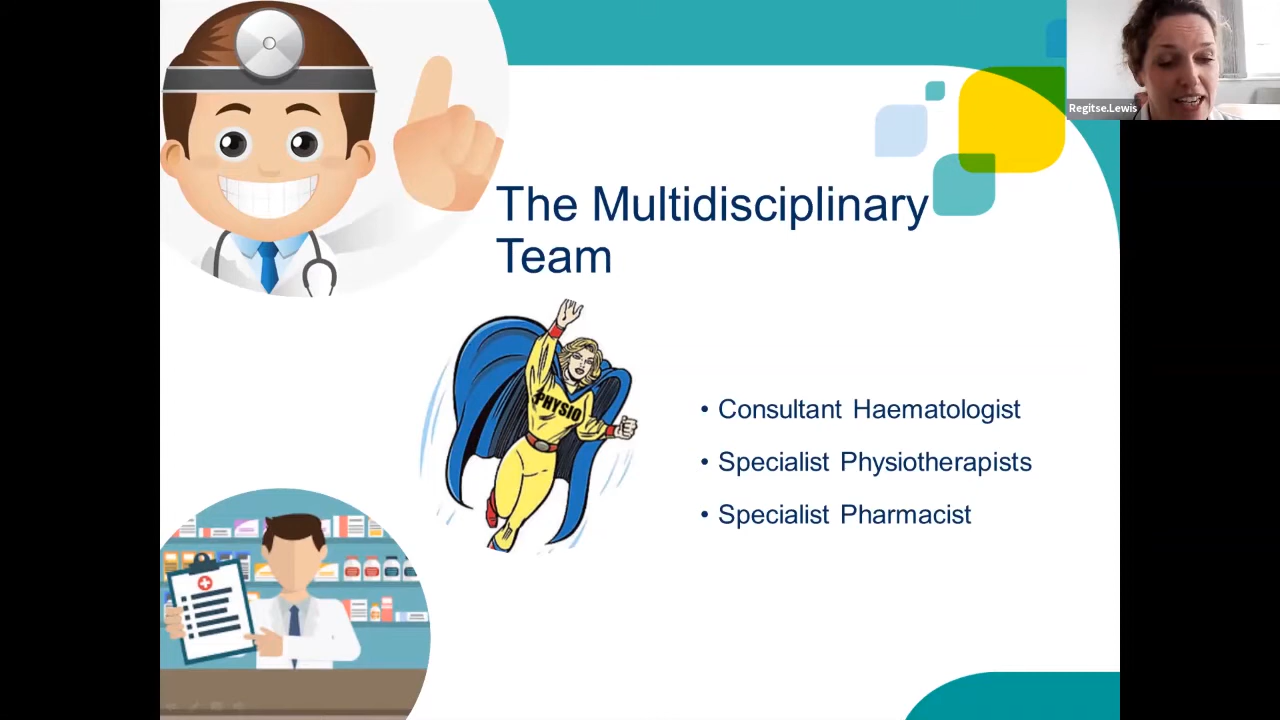 Regitse.Lewis
The Multidisciplinary
Team
PHYSIO
• Consultant Haematologist
• Specialist Physiotherapists
• Specialist Pharmacist